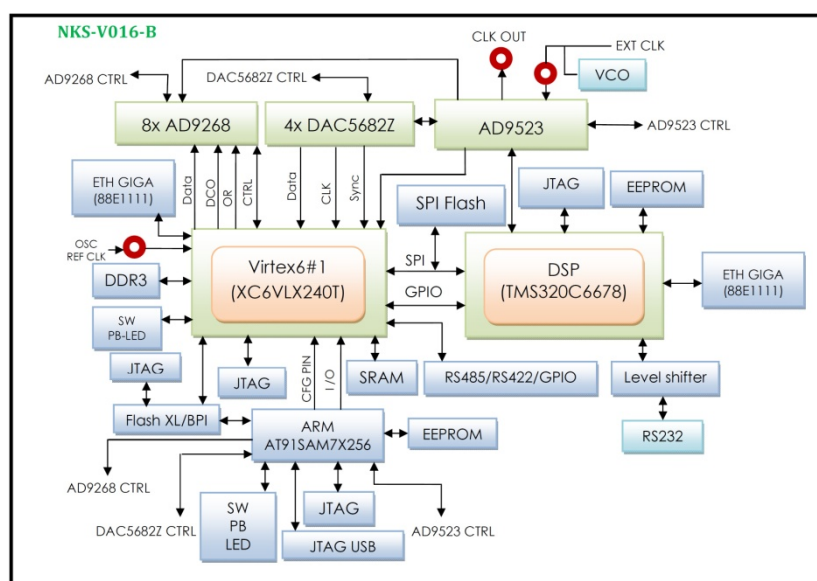 NKS-V016-B
CLK OUT
EXT CLK
VCO
AD9268 CTRL
DAC5682Z CTRL
8x AD9268
4x DAC5682Z
AD9523
AD9523 CTRL
ETH GIGA
(88E1111)
Data
DCO
OR
CTRL
Data
CLK
Sync
SPI Flash
JTAG
EEPROM
OSC
REF CLK
Virtex6#1
(XC6VLX240T)
SPI
GPIO
DSP
(TMS320C6678)
ETH GIGA
(88E1111)
DDR3
SW
PB-LED
JTAG
JTAG
CFG PIN
I/O
SRAM
RS485/RS422/GPIO
Level shifter
Flash XL/BPI
ARM
AT91SAM7X256
EEPROM
RS232
AD9268 CTRL
DAC5682Z CTRL
SW
PB
LED
JTAG
JTAG USB
AD9523 CTRL